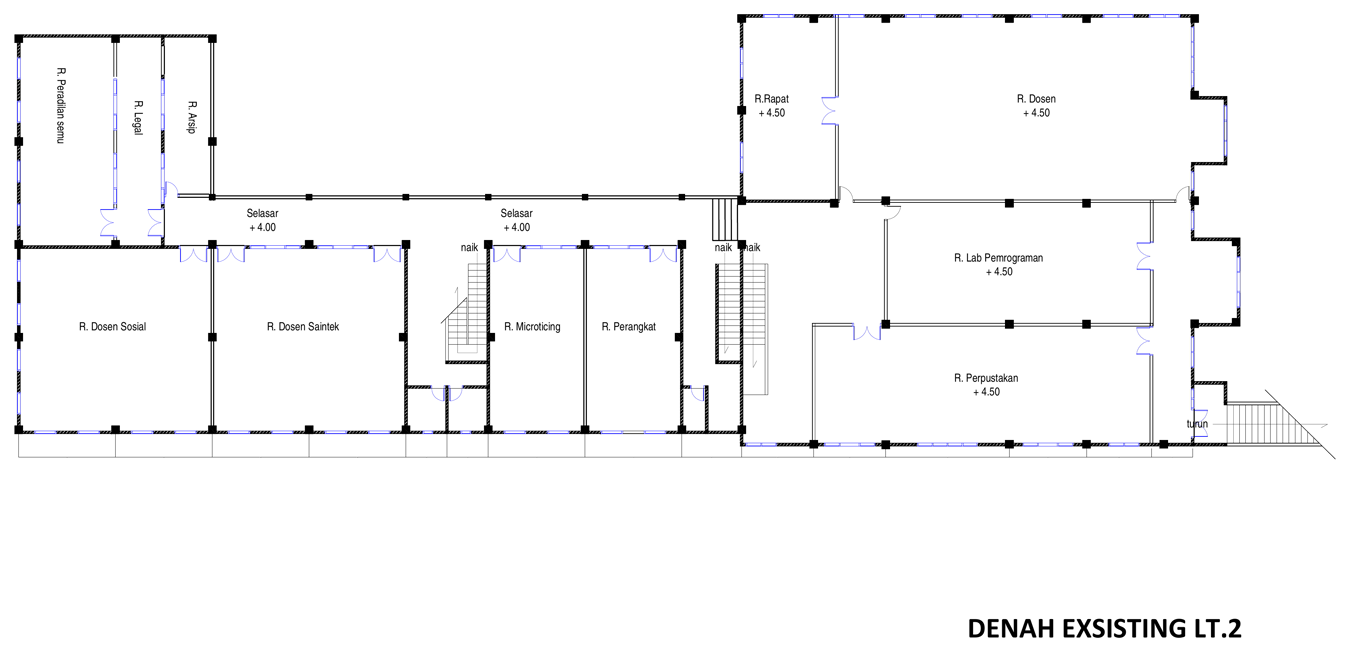 R. Peradilan semu
R. Legal
R. Arsip
R.Rapat
+ 4.50
R. Dosen
+ 4.50
Selasar
+ 4.00
Selasar
+ 4.00
naik
naik
naik
R. Lab Pemrograman
+ 4.50
R. Dosen Sosial
R. Dosen Saintek
R. Microticing
R. Perangkat
R. Perpustakan
+ 4.50
turun
DENAH EXSISTING LT.2